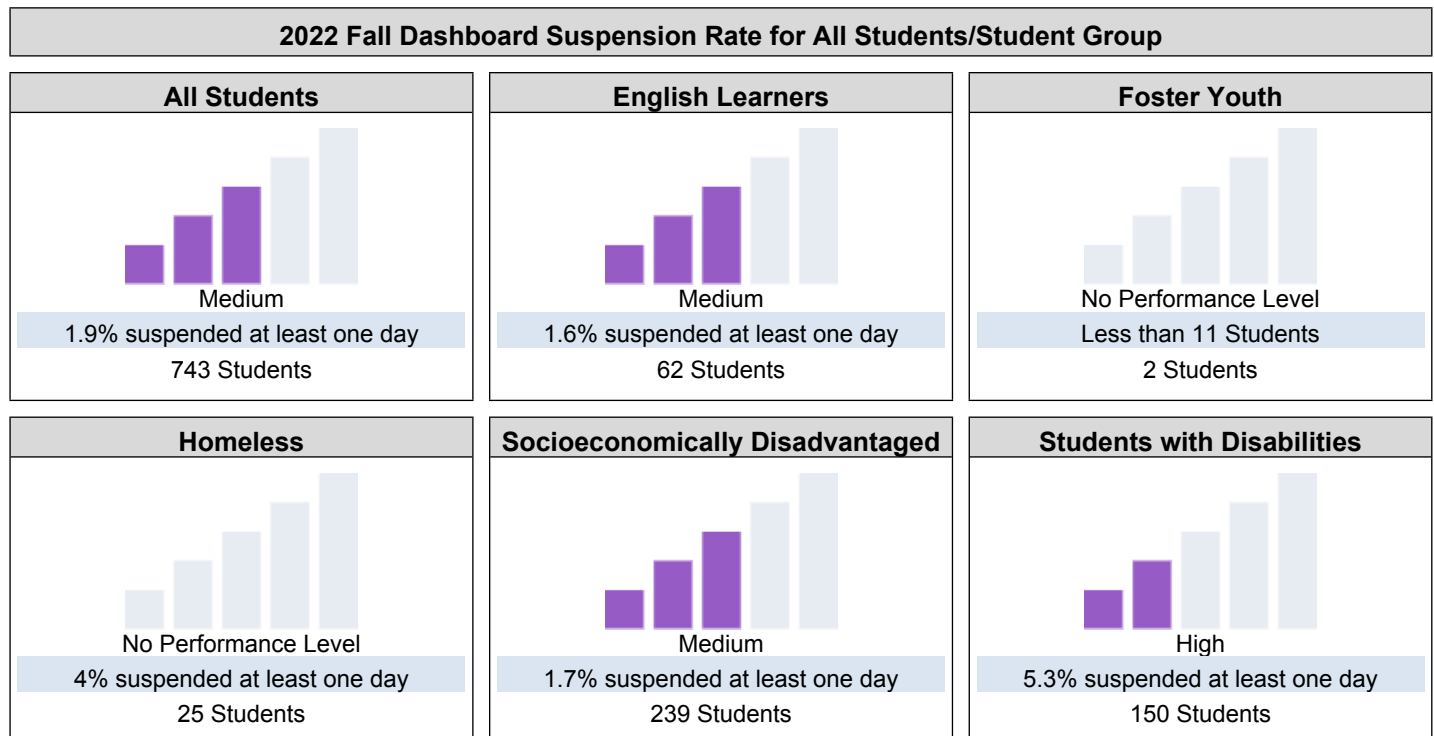 2022 Fall Dashboard Suspension Rate for All Students/Student Group
All Students
Medium
1.9% suspended at least one day
743 Students
English Learners
Medium
1.6% suspended at least one day
62 Students
Foster Youth
No Performance Level
Less than 11 Students
2 Students
Homeless
No Performance Level
4% suspended at least one day
25 Students
Socioeconomically Disadvantaged
Medium
1.7% suspended at least one day
239 Students
Students with Disabilities
High
5.3% suspended at least one day
150 Students